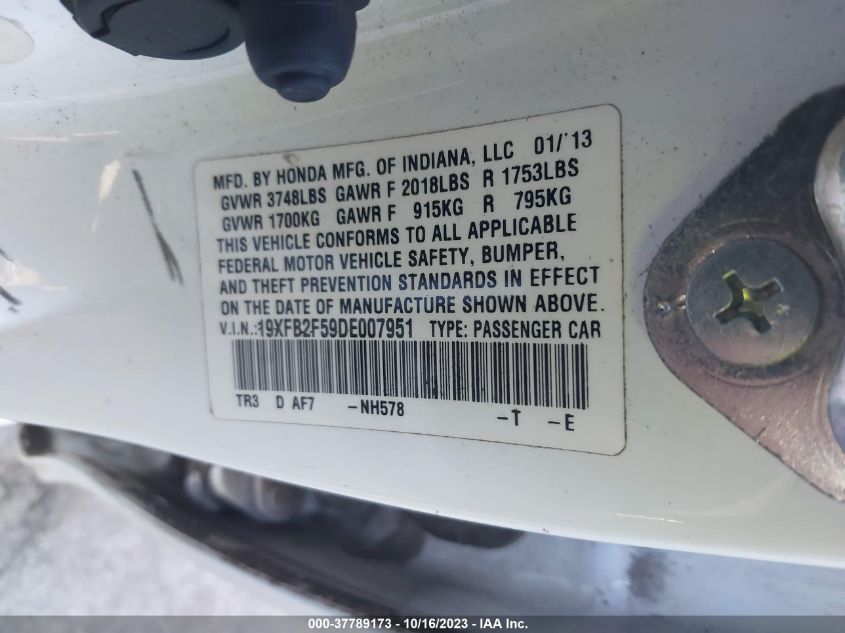 MFD. BY HONDA MFG. OF INDIANA, LLC 01/'13
GVWR 3748LBS GAWR F 2018LBS R 1753LBS
GVWR 1700KG GAWR F 915KG R 795KG
THIS VEHICLE CONFORMS TO ALL APPLICABLE
FEDERAL MOTOR VEHICLE SAFETY, BUMPER,
AND THEFT PREVENTION STANDARDS IN EFFECT
ON THE DATE OF MANUFACTURE SHOWN ABOVE.
V.I.N.:19XFB2F59DE007951 TYPE: PASSENGER CAR
TR3 D AF7 -NH578 -T -E
000-37789173 - 10/16/2023 - IAA Inc.